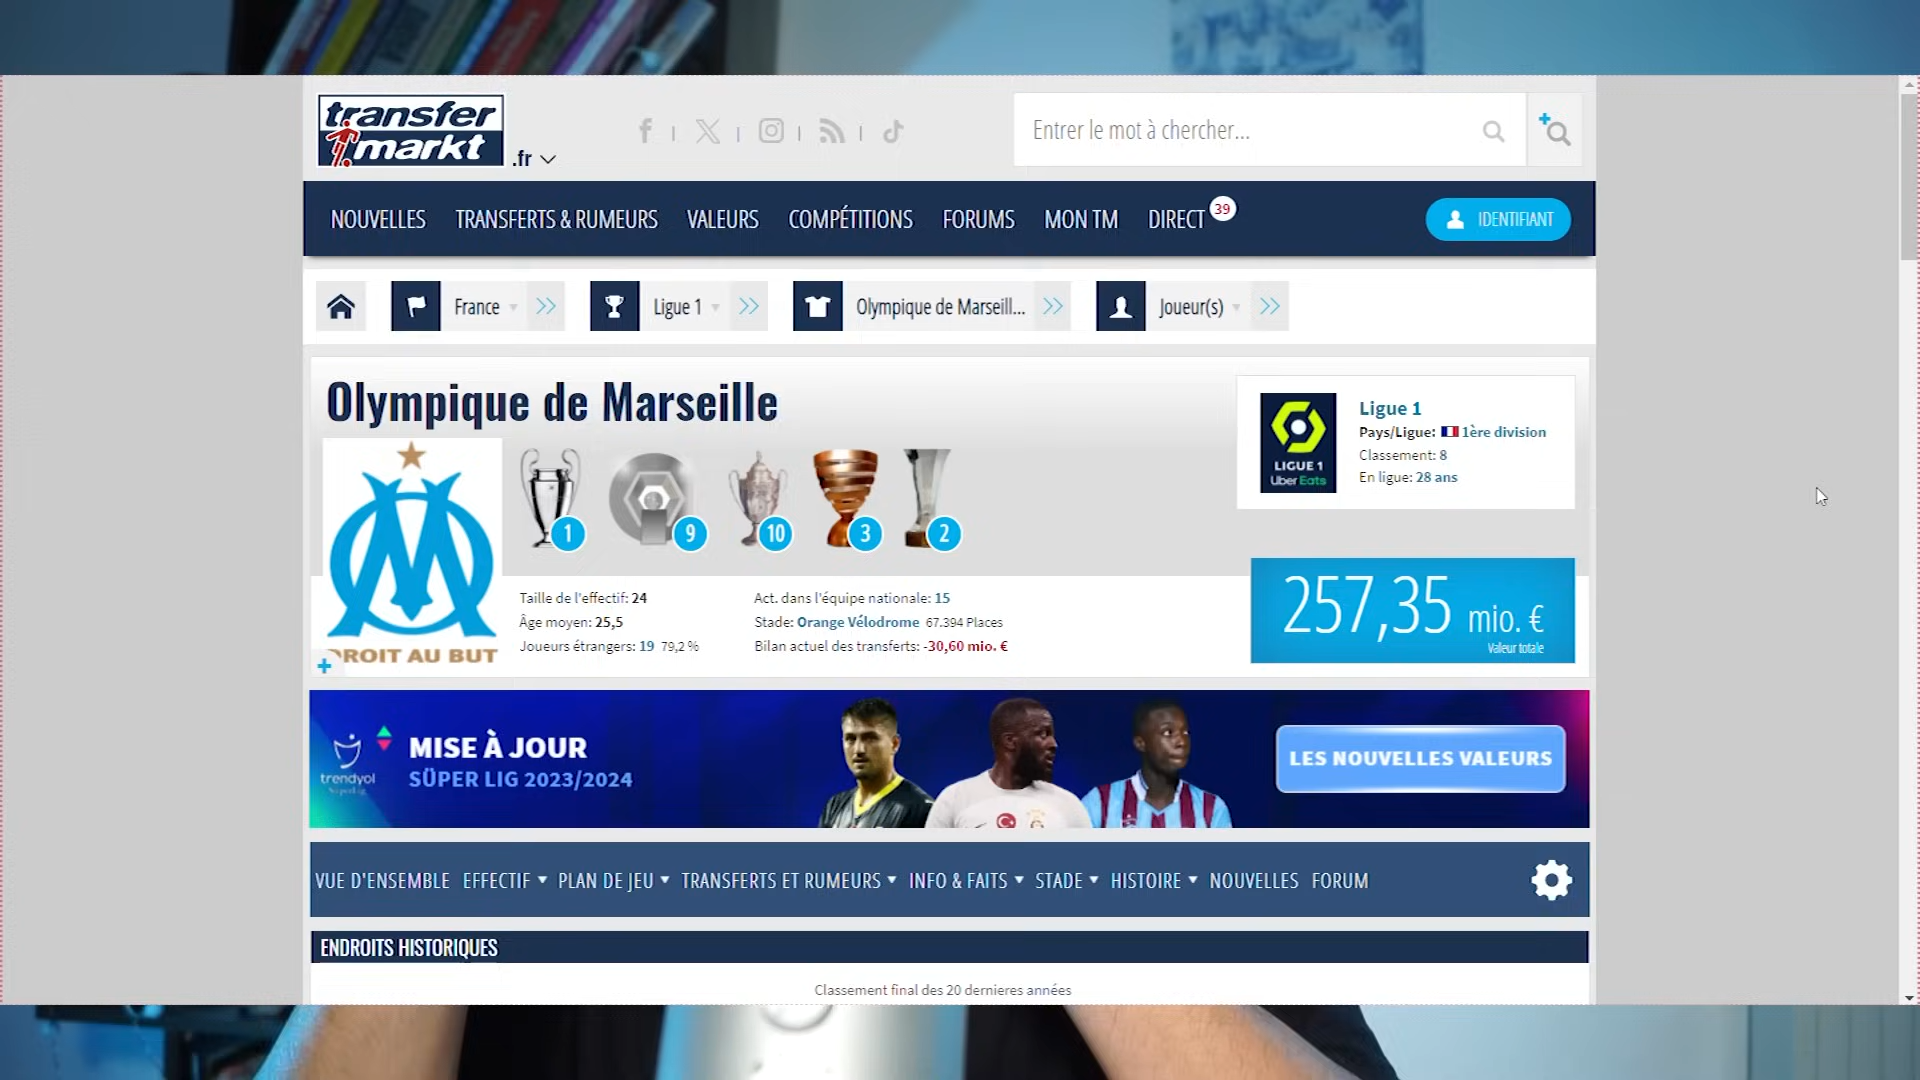 transfer
markt
.fr
Entrer le mot à chercher...
NOUVELLES TRANSFERTS & RUMEURS VALEURS COMPÉTITIONS FORUMS MON TM DIRECT 39 IDENTIFIANT
France Ligue 1 Olympique de Marseill... Joueur(s)
Olympique de Marseille
1 9 10 3 2
DROIT AU BUT
Taille de l'effectif: 24
Âge moyen: 25,5
Joueurs étrangers: 19 79,2 %
Act. dans l'équipe nationale: 15
Stade: Orange Vélodrome 67.394 Places
Bilan actuel des transferts: -30,60 mio. €
LIGUE 1
Uber Eats
Ligue 1
Pays/Ligue: 1ère division
Classement: 8
En ligue: 28 ans
257,35 mio. €
Valeur totale
trendyol
SüperLig
MISE À JOUR
SÜPER LIG 2023/2024
LES NOUVELLES VALEURS
VUE D'ENSEMBLE EFFECTIF PLAN DE JEU TRANSFERTS ET RUMEURS INFO & FAITS STADE HISTOIRE NOUVELLES FORUM
ENDROITS HISTORIQUES
Classement final des 20 dernieres années